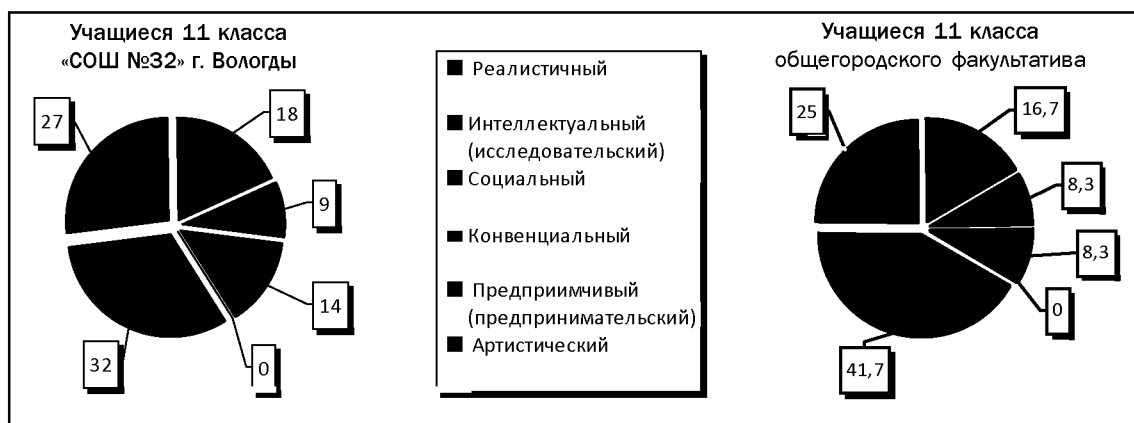 Учащиеся 11 класса
«СОШ №32» г. Вологды
27
18
9
14
0
32
Реалистичный
Интеллектуальный
(исследовательский)
Социальный
Конвенциальный
Предприимчивый
(предпринимательский)
Артистический
Учащиеся 11 класса
общегородского факультатива
25
16,7
8,3
8,3
0
41,7